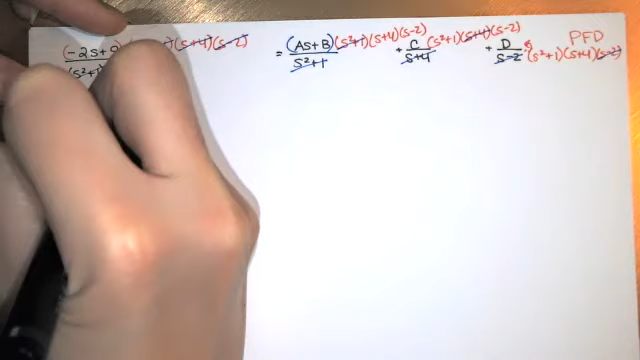 PFD
(-2s+ (s+4)(s-2) = (As+B)(s²+1)(s+4)(s-2) + C (s²+1)(s+4)(s-2) + D (s²+1)(s+4)(s-2)
(s²+1) s²+1 s+4 s-2